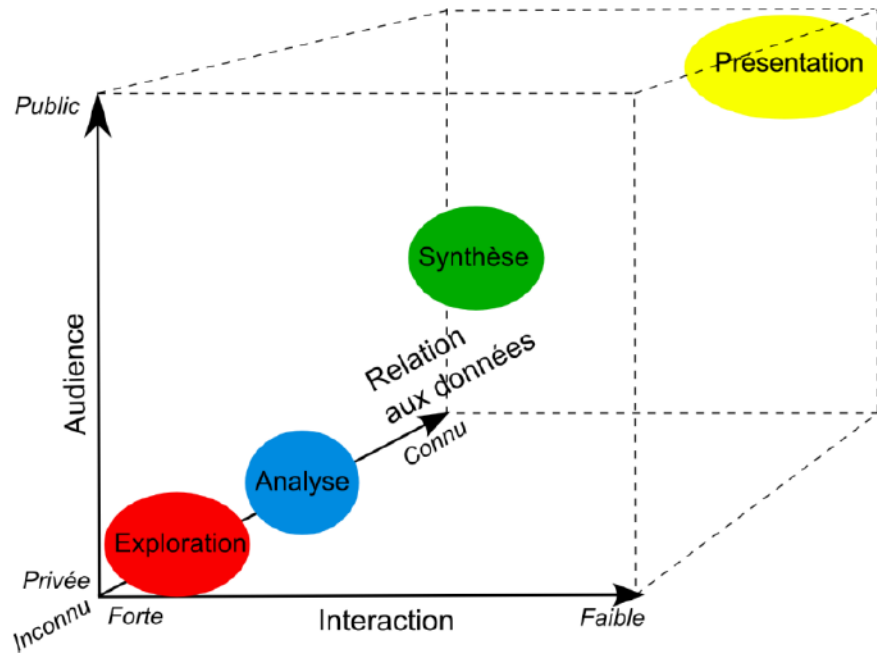 Présentation
Public
Synthèse
Audience
Relation
aux données
Connu
Analyse
Exploration
Privée
Inconnu
Forte
Interaction
Faible